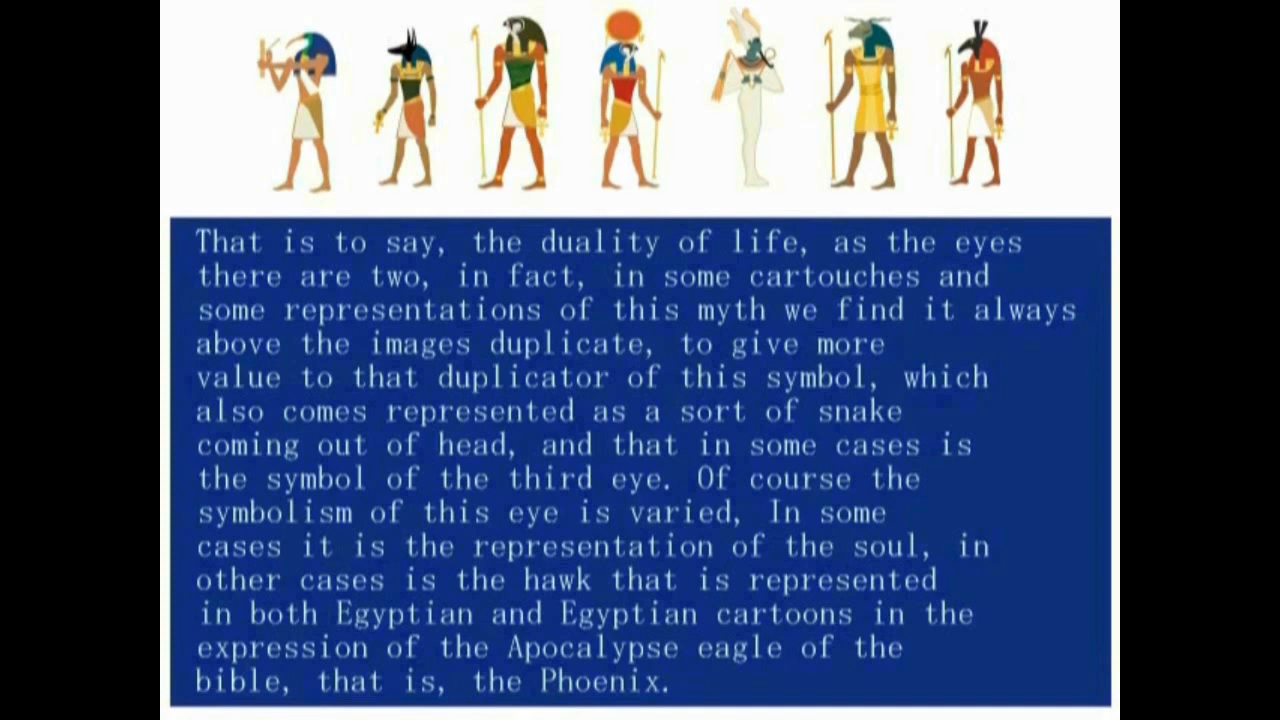 That is to say, the duality of life, as the eyes
there are two, in fact, in some cartouches and
some representations of this myth we find it always
above the images duplicate, to give more
value to that duplicator of this symbol, which
also comes represented as a sort of snake
coming out of head, and that in some cases is
the symbol of the third eye. Of course the
symbolism of this eye is varied, In some
cases it is the representation of the soul, in
other cases is the hawk that is represented
in both Egyptian and Egyptian cartoons in the
expression of the Apocalypse eagle of the
bible, that is, the Phoenix.